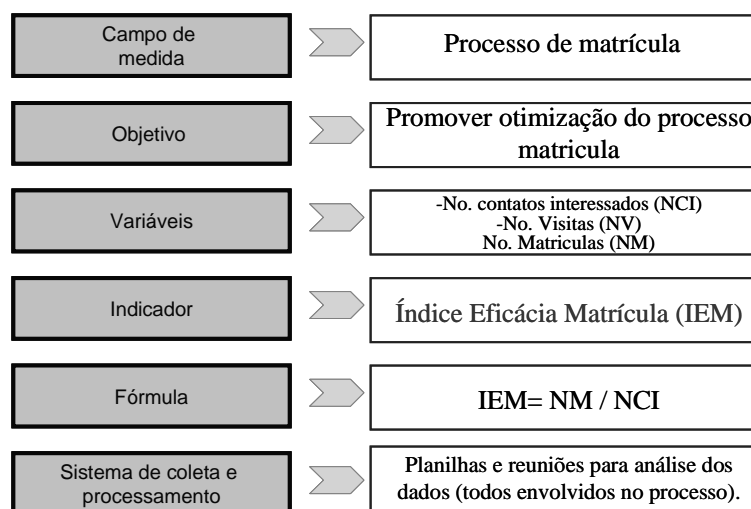 Campo de
medida
Processo de matrícula
Objetivo
Promover otimização do processo
matricula
Variáveis
-No. contatos interessados (NCI)
-No. Visitas (NV)
No. Matriculas (NM)
Indicador
Índice Eficácia Matrícula (IEM)
Fórmula
IEM= NM / NCI
Sistema de coleta e
processamento
Planilhas e reuniões para análise dos
dados (todos envolvidos no processo).